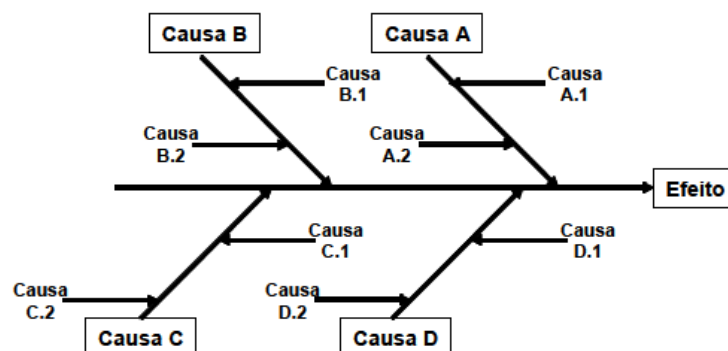 Causa B
Causa A
Causa
B.1
Causa
A.1
Causa
B.2
Causa
A.2
Efeito
Causa
C.1
Causa
D.1
Causa
C.2
Causa
D.2
Causa C
Causa D